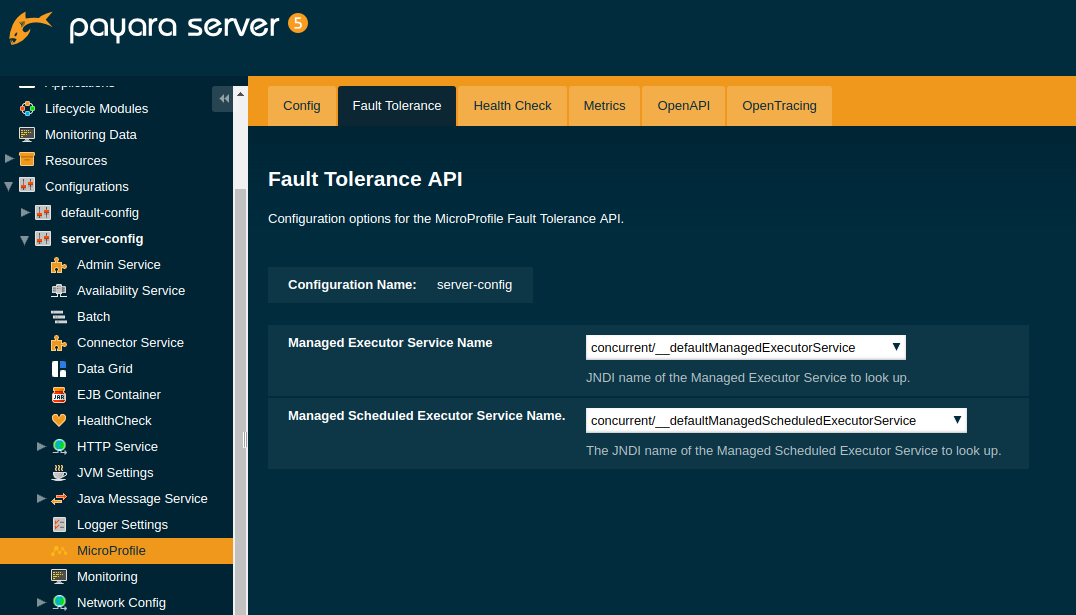 payara server 5
Applications
Lifecycle Modules
Monitoring Data
Resources
Configurations
default-config
server-config
Admin Service
Availability Service
Batch
Connector Service
Data Grid
EJB Container
HealthCheck
HTTP Service
JVM Settings
Java Message Service
Logger Settings
MicroProfile
Monitoring
Network Config
Config Fault Tolerance Health Check Metrics OpenAPI OpenTracing
Fault Tolerance API
Configuration options for the MicroProfile Fault Tolerance API.
Configuration Name: server-config
Managed Executor Service Name concurrent/__defaultManagedExecutorService
JNDI name of the Managed Executor Service to look up.
Managed Scheduled Executor Service Name. concurrent/__defaultManagedScheduledExecutorService
The JNDI name of the Managed Scheduled Executor Service to look up.